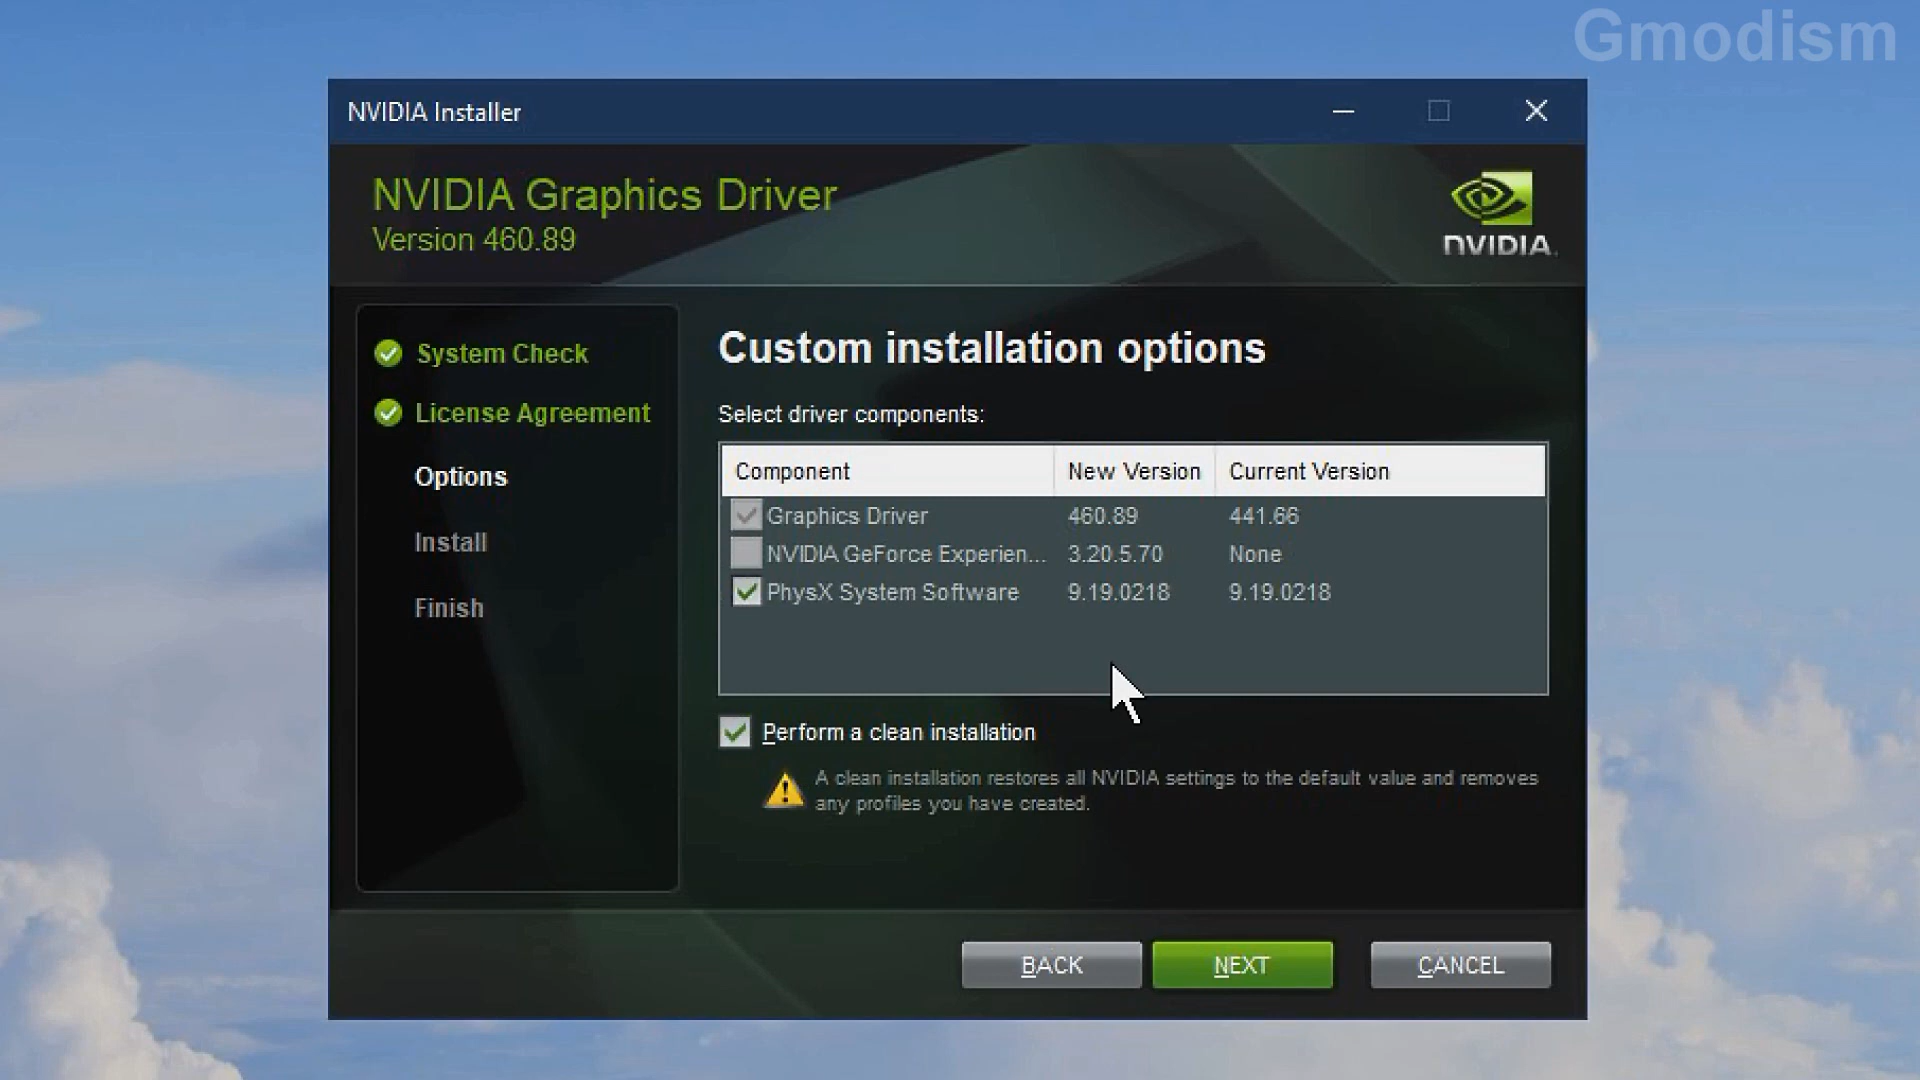 Gmodism
NVIDIA Installer
NVIDIA Graphics Driver
Version 460.89
NVIDIA.
System Check
License Agreement
Options
Install
Finish
Custom installation options
Select driver components:
Component New Version Current Version
Graphics Driver 460.89 441.66
NVIDIA GeForce Experien... 3.20.5.70 None
PhysX System Software 9.19.0218 9.19.0218
Perform a clean installation
A clean installation restores all NVIDIA settings to the default value and removes
any profiles you have created.
BACK NEXT CANCEL